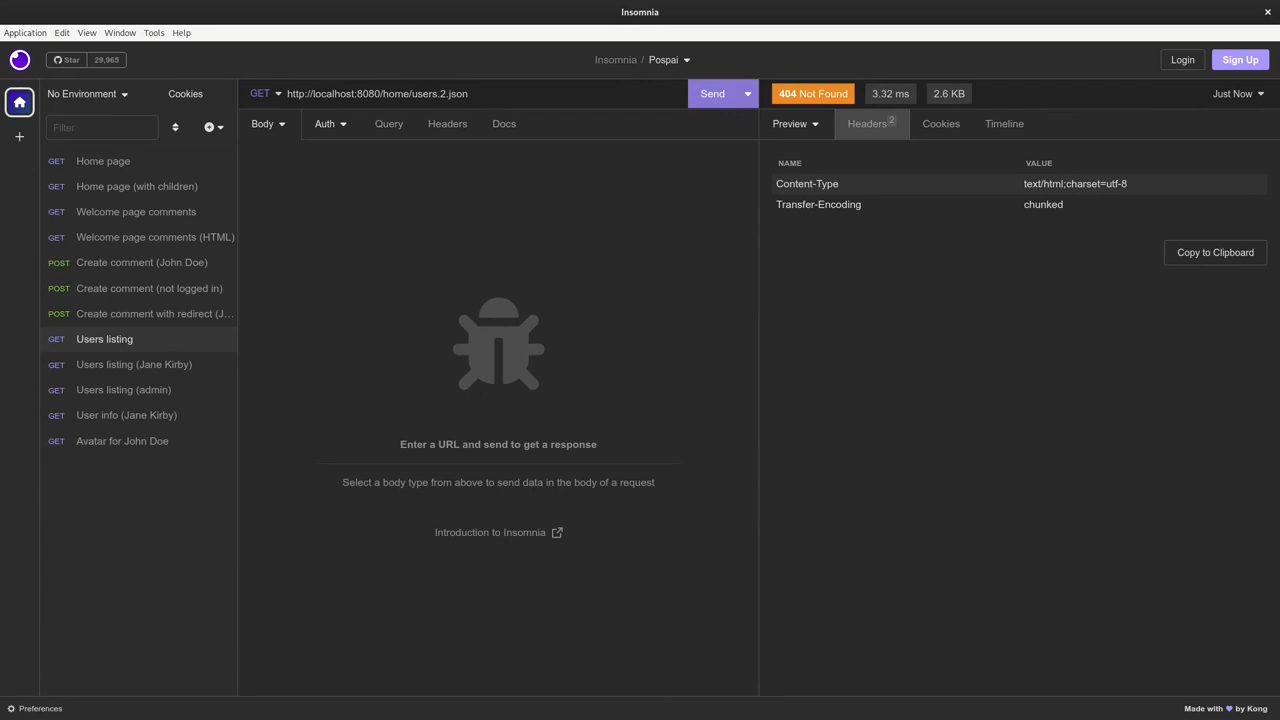 Insomnia
Application Edit View Window Tools Help
Star 29,965
Insomnia / Pospai
Login Sign Up
No Environment Cookies
GET http://localhost:8080/home/users.2.json Send
404 Not Found 3.32 ms 2.6 KB Just Now
Filter
Body Auth Query Headers Docs
Preview Headers 2 Cookies Timeline
GET Home page
GET Home page (with children)
GET Welcome page comments
GET Welcome page comments (HTML)
POST Create comment (John Doe)
POST Create comment (not logged in)
POST Create comment with redirect (J...
GET Users listing
GET Users listing (Jane Kirby)
GET Users listing (admin)
GET User info (Jane Kirby)
GET Avatar for John Doe
Enter a URL and send to get a response
Select a body type from above to send data in the body of a request
Introduction to Insomnia
NAME VALUE
Content-Type text/html;charset=utf-8
Transfer-Encoding chunked
Copy to Clipboard
Preferences
Made with by Kong